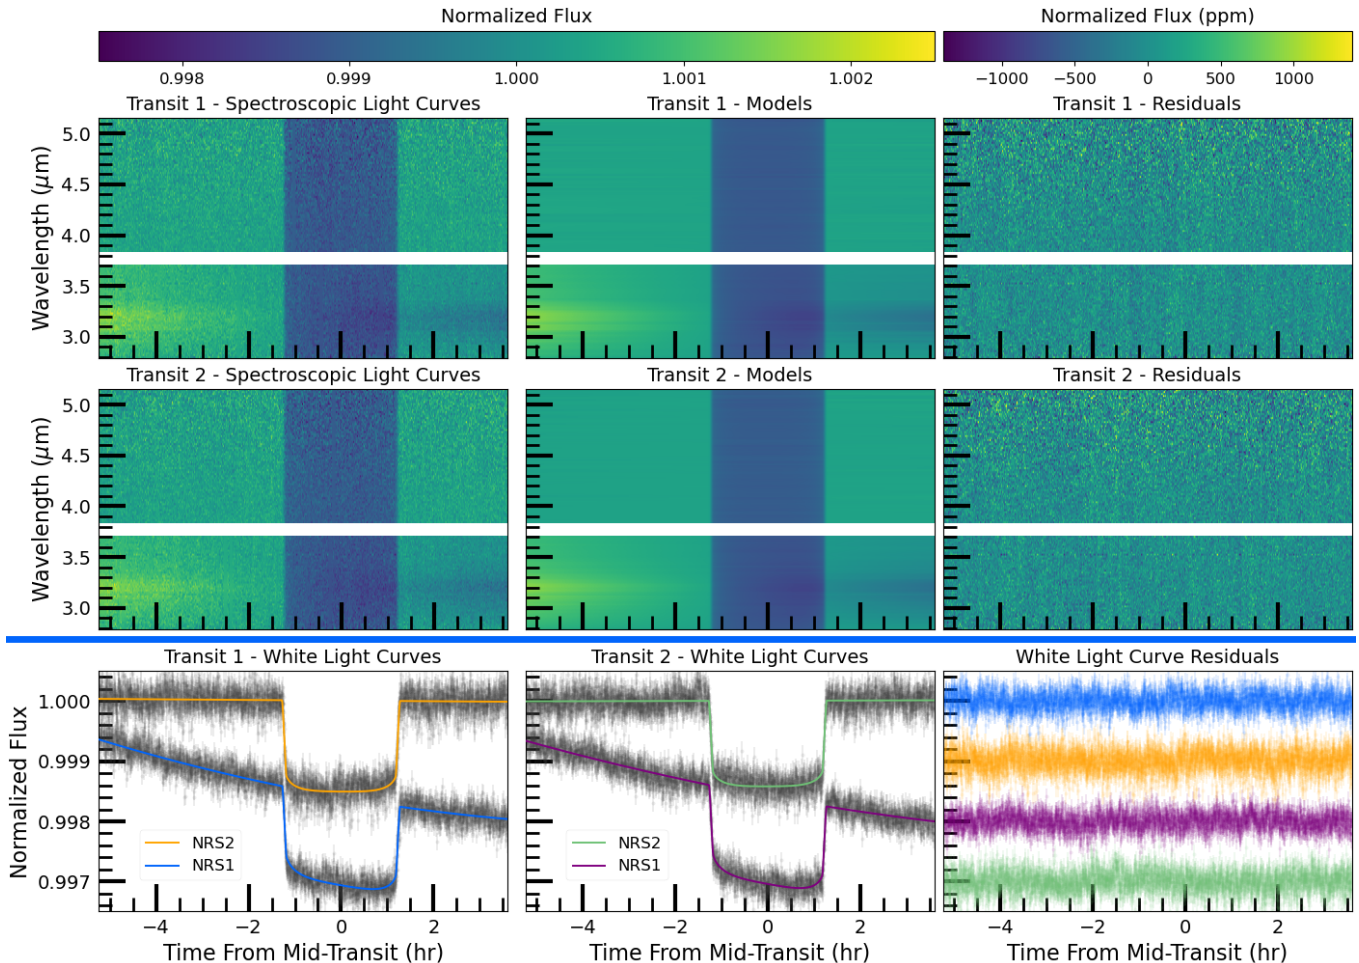 Normalized Flux
Normalized Flux (ppm)
0.998 0.999 1.000 1.001 1.002
−1000 −500 0 500 1000
Transit 1 - Spectroscopic Light Curves
Transit 1 - Models
Transit 1 - Residuals
Wavelength (μm)
5.0
4.5
4.0
3.5
3.0
Transit 2 - Spectroscopic Light Curves
Transit 2 - Models
Transit 2 - Residuals
Wavelength (μm)
5.0
4.5
4.0
3.5
3.0
Transit 1 - White Light Curves
Transit 2 - White Light Curves
White Light Curve Residuals
Normalized Flux
1.000
0.999
0.998
0.997
NRS2
NRS1
NRS2
NRS1
−4 −2 0 2
−4 −2 0 2
−4 −2 0 2
Time From Mid-Transit (hr)
Time From Mid-Transit (hr)
Time From Mid-Transit (hr)